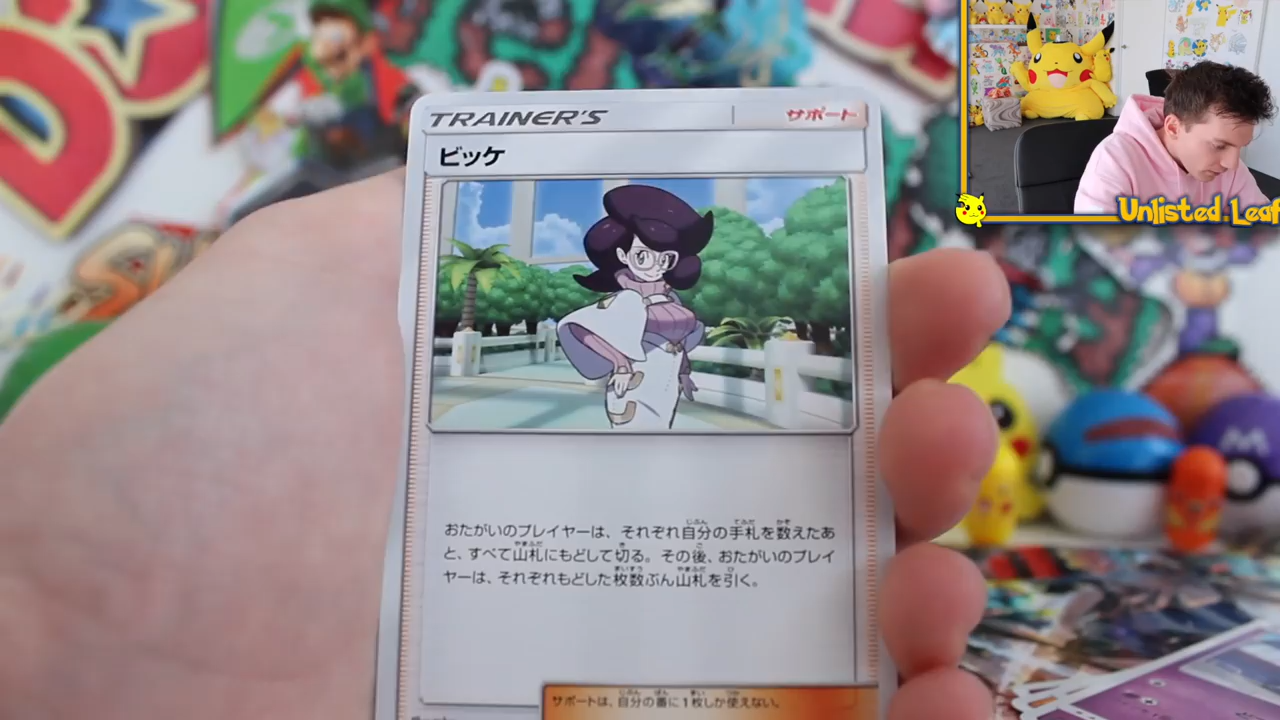 TRAINER'S
サポート
ビッケ
おたがいのプレイヤーは、それぞれ自分の手札を数えたあ
と、すべて山札にもどして切る。その後、おたがいのプレイ
ヤーは、それぞれもどした枚数ぶん山札を引く。
サポートは、自分の番に1枚しか使えない。
Unlisted Leaf
M